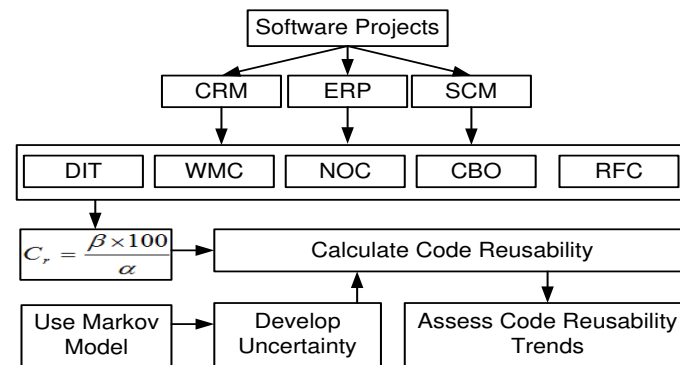 Software Projects
CRM ERP SCM
DIT WMC NOC CBO RFC
C_r = β×100 / α
Calculate Code Reusability
Use Markov
Model
Develop
Uncertainty
Assess Code Reusability
Trends